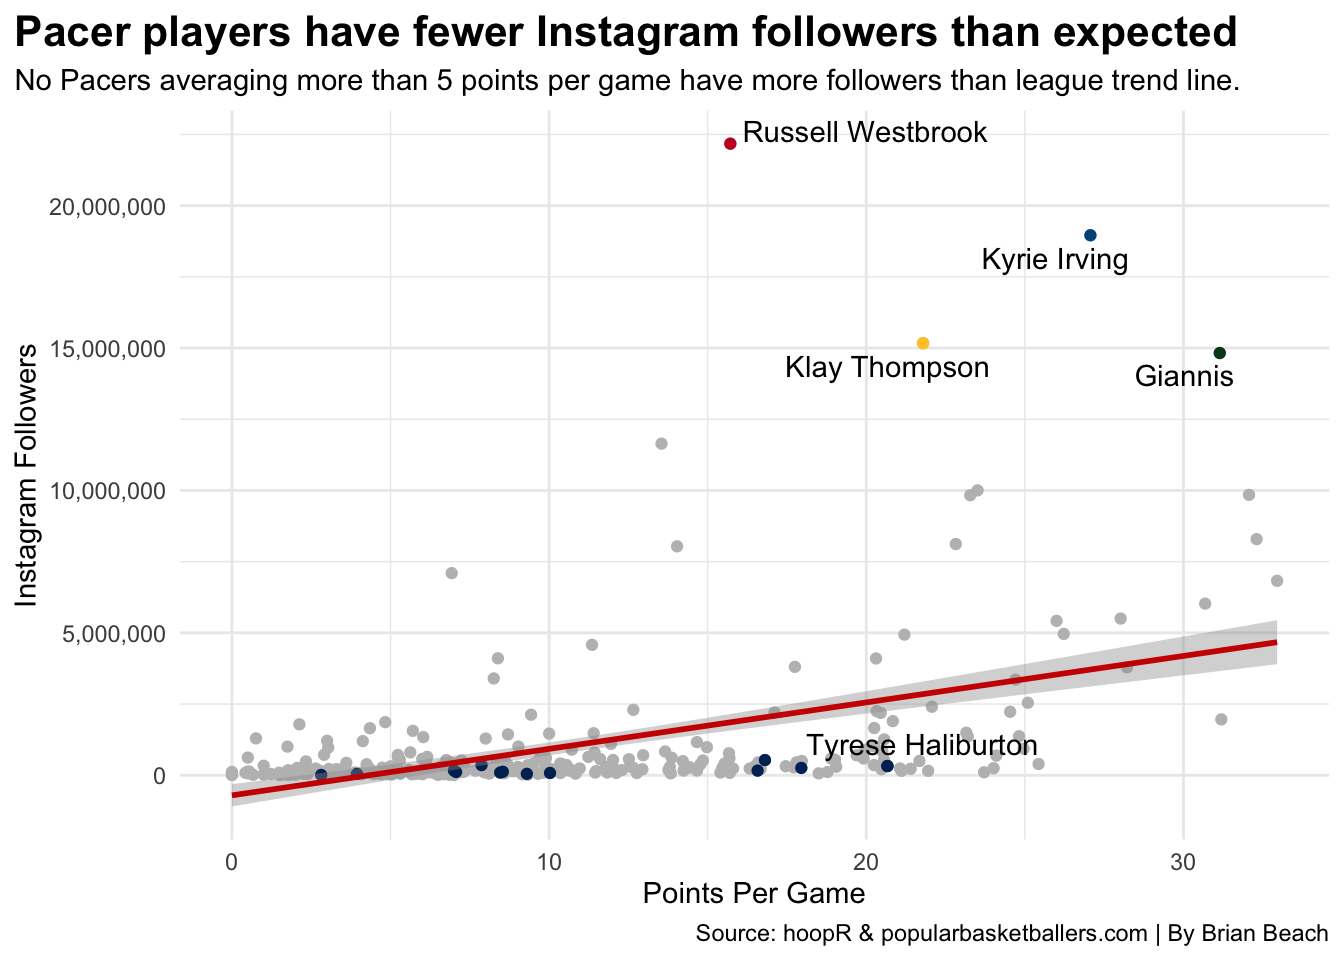 Pacer players have fewer Instagram followers than expected
No Pacers averaging more than 5 points per game have more followers than league trend line.
Russell Westbrook
20,000,000
Kyrie Irving
15,000,000
Klay Thompson
Giannis
Instagram Followers
10,000,000
5,000,000
Tyrese Haliburton
0
0
10
20
30
Points Per Game
Source: hoopR & popularbasketballers.com | By Brian Beach